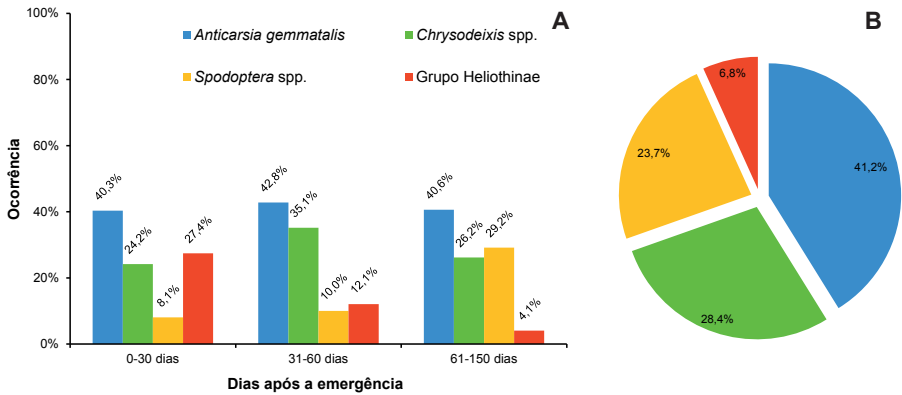 A
B
100%
80%
60%
40%
20%
0%
Ocorrência
Anticarsia gemmatalis
Chrysodeixis spp.
Spodoptera spp.
Grupo Heliothinae
40,3%
24,2%
8,1%
27,4%
42,8%
35,1%
10,0%
12,1%
40,6%
26,2%
29,2%
4,1%
0-30 dias
31-60 dias
61-150 dias
Dias após a emergência
6,8%
41,2%
23,7%
28,4%